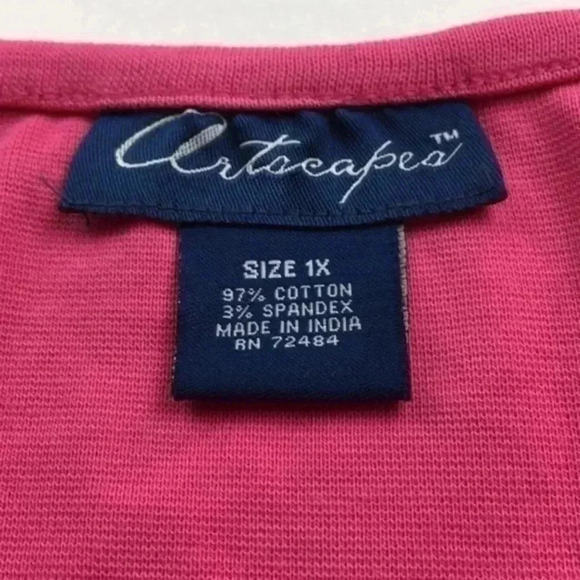 Artscapes™
SIZE 1X
97% COTTON
3% SPANDEX
MADE IN INDIA
RN 72484